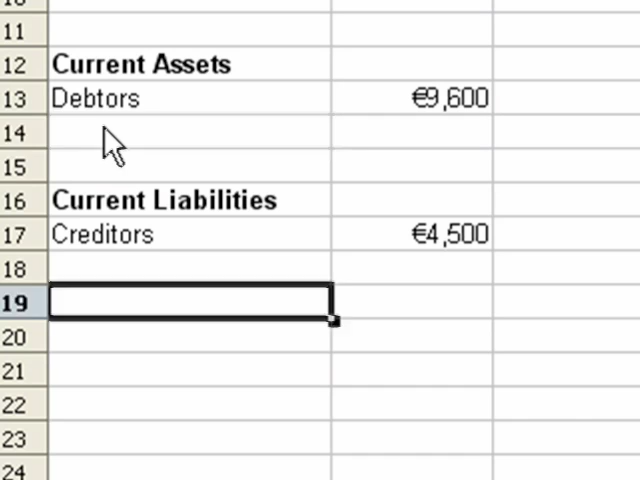 11
12 Current Assets
13 Debtors €9,600
14
15
16 Current Liabilities
17 Creditors €4,500
18
19
20
21
22
23
24